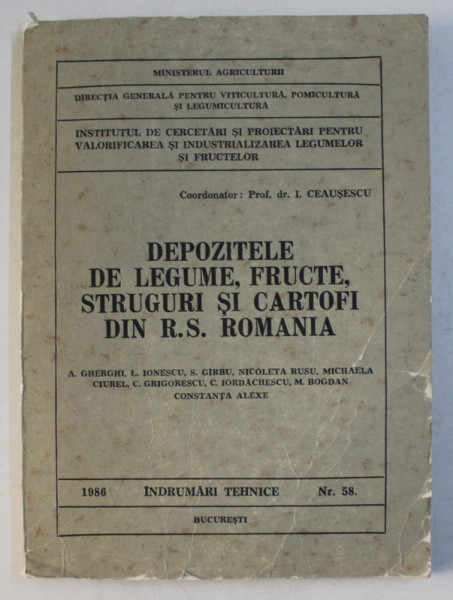 MINISTERUL AGRICULTURII
DIRECȚIA GENERALĂ PENTRU VITICULTURĂ, POMICULTURĂ
ȘI LEGUMICULTURĂ
INSTITUTUL DE CERCETĂRI ȘI PROIECTĂRI PENTRU
VALORIFICAREA ȘI INDUSTRIALIZAREA LEGUMELOR
ȘI FRUCTELOR
Coordonator: Prof. dr. I. CEAUȘESCU
DEPOZITELE
DE LEGUME, FRUCTE,
STRUGURI ȘI CARTOFI
DIN R.S. ROMANIA
A. GHERGHI, L. IONESCU, S. GÎRBU, NICOLETA RUSU, MICHAELA
CIUREL, C. GRIGORESCU, C. IORDĂCHESCU, M. BOGDAN
CONSTANȚA ALEXE
1986 ÎNDRUMĂRI TEHNICE Nr. 58.
BUCUREȘTI